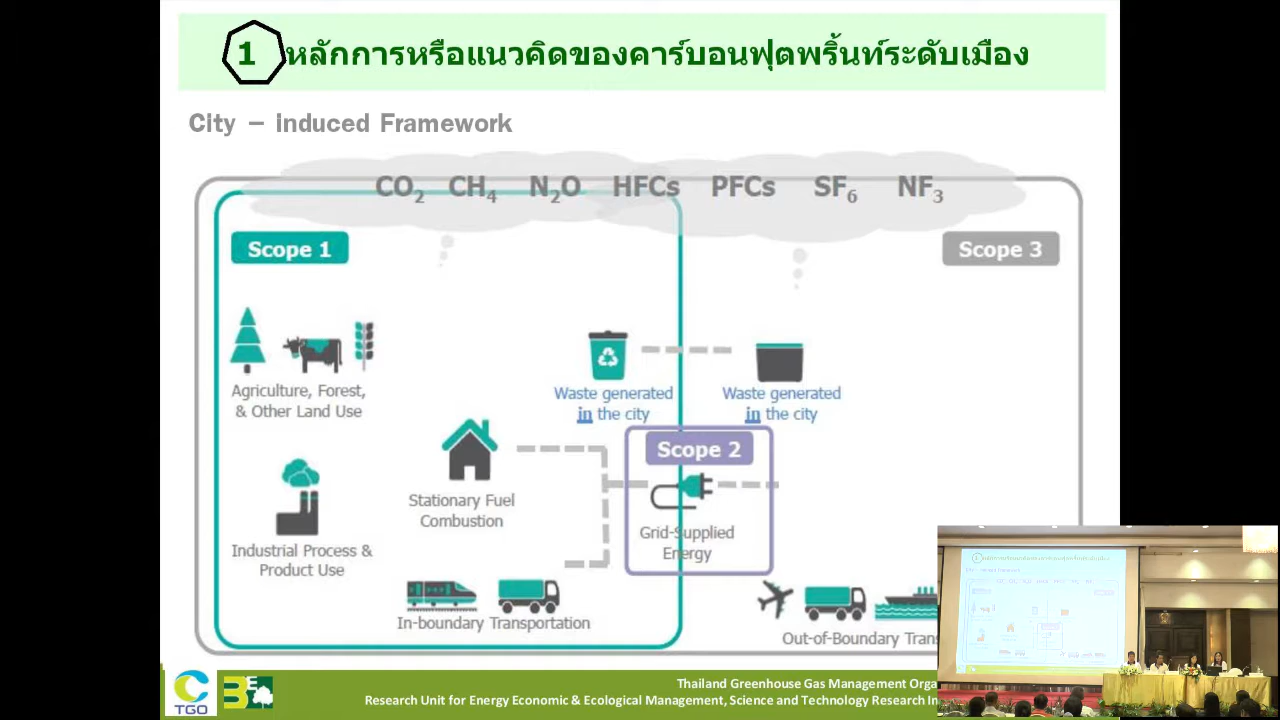 1 หลักการหรือแนวคิดของคาร์บอนฟุตพริ้นท์ระดับเมือง
City – induced Framework
CO2 CH4 N2O HFCs PFCs SF6 NF3
Scope 1
Scope 3
Agriculture, Forest,
& Other Land Use
Waste generated
in the city
Waste generated
in the city
Scope 2
Stationary Fuel
Combustion
Grid-Supplied
Energy
Industrial Process &
Product Use
In-boundary Transportation
Out-of-Boundary
Thailand Greenhouse Gas Management
Research Unit for Energy Economic & Ecological Management, Science and Technology Research
TGO